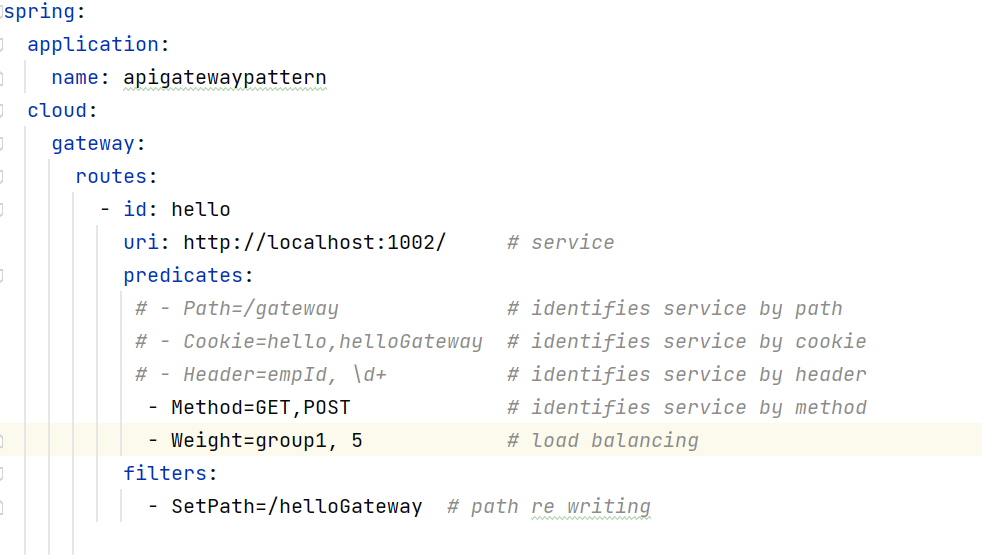 spring:
  application:
    name: apigatewaypattern
  cloud:
    gateway:
      routes:
        - id: hello
          uri: http://localhost:1002/     # service
          predicates:
           # - Path=/gateway              # identifies service by path
           # - Cookie=hello,helloGateway  # identifies service by cookie
           # - Header=empId, \d+          # identifies service by header
            - Method=GET,POST             # identifies service by method
            - Weight=group1, 5            # load balancing
          filters:
            - SetPath=/helloGateway  # path re writing